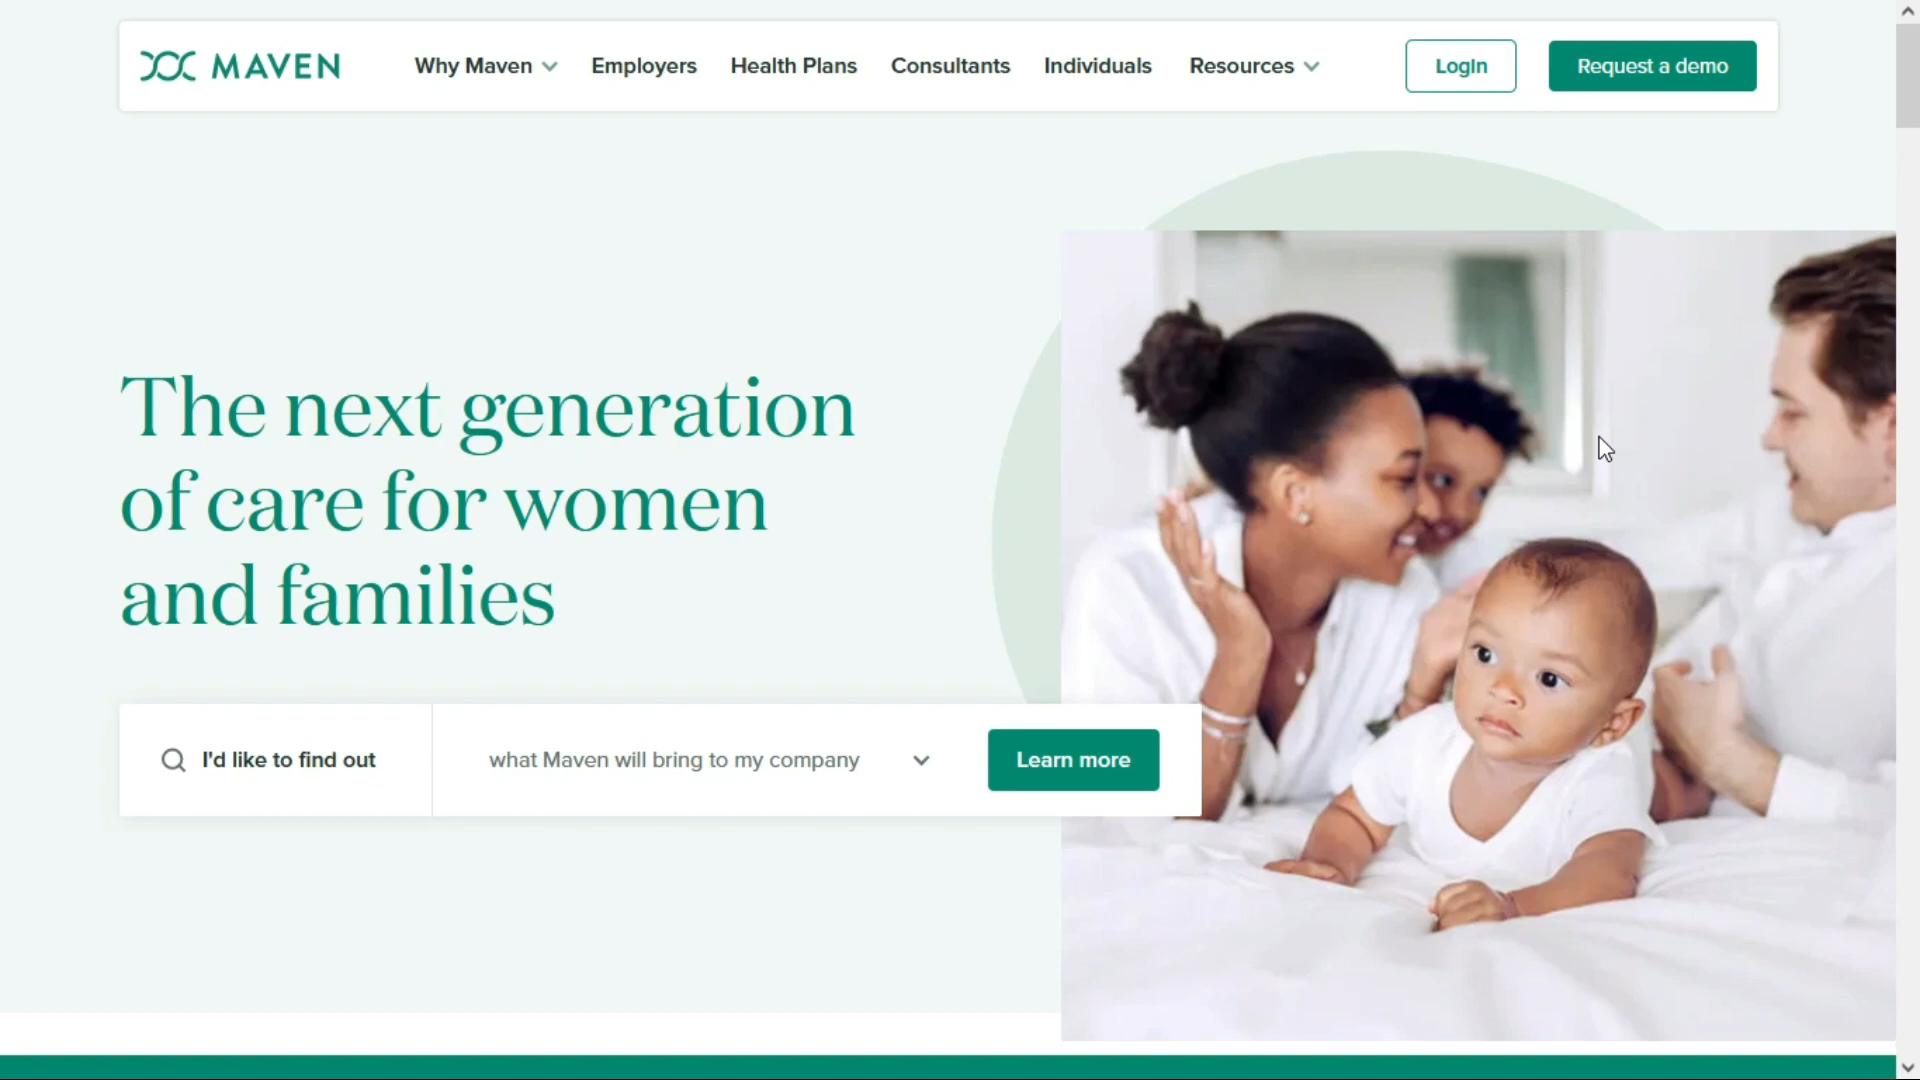 MAVEN
Why Maven
Employers
Health Plans
Consultants
Individuals
Resources
LogIn
Request a demo
The next generation
of care for women
and families
I'd like to find out
what Maven will bring to my company
Learn more